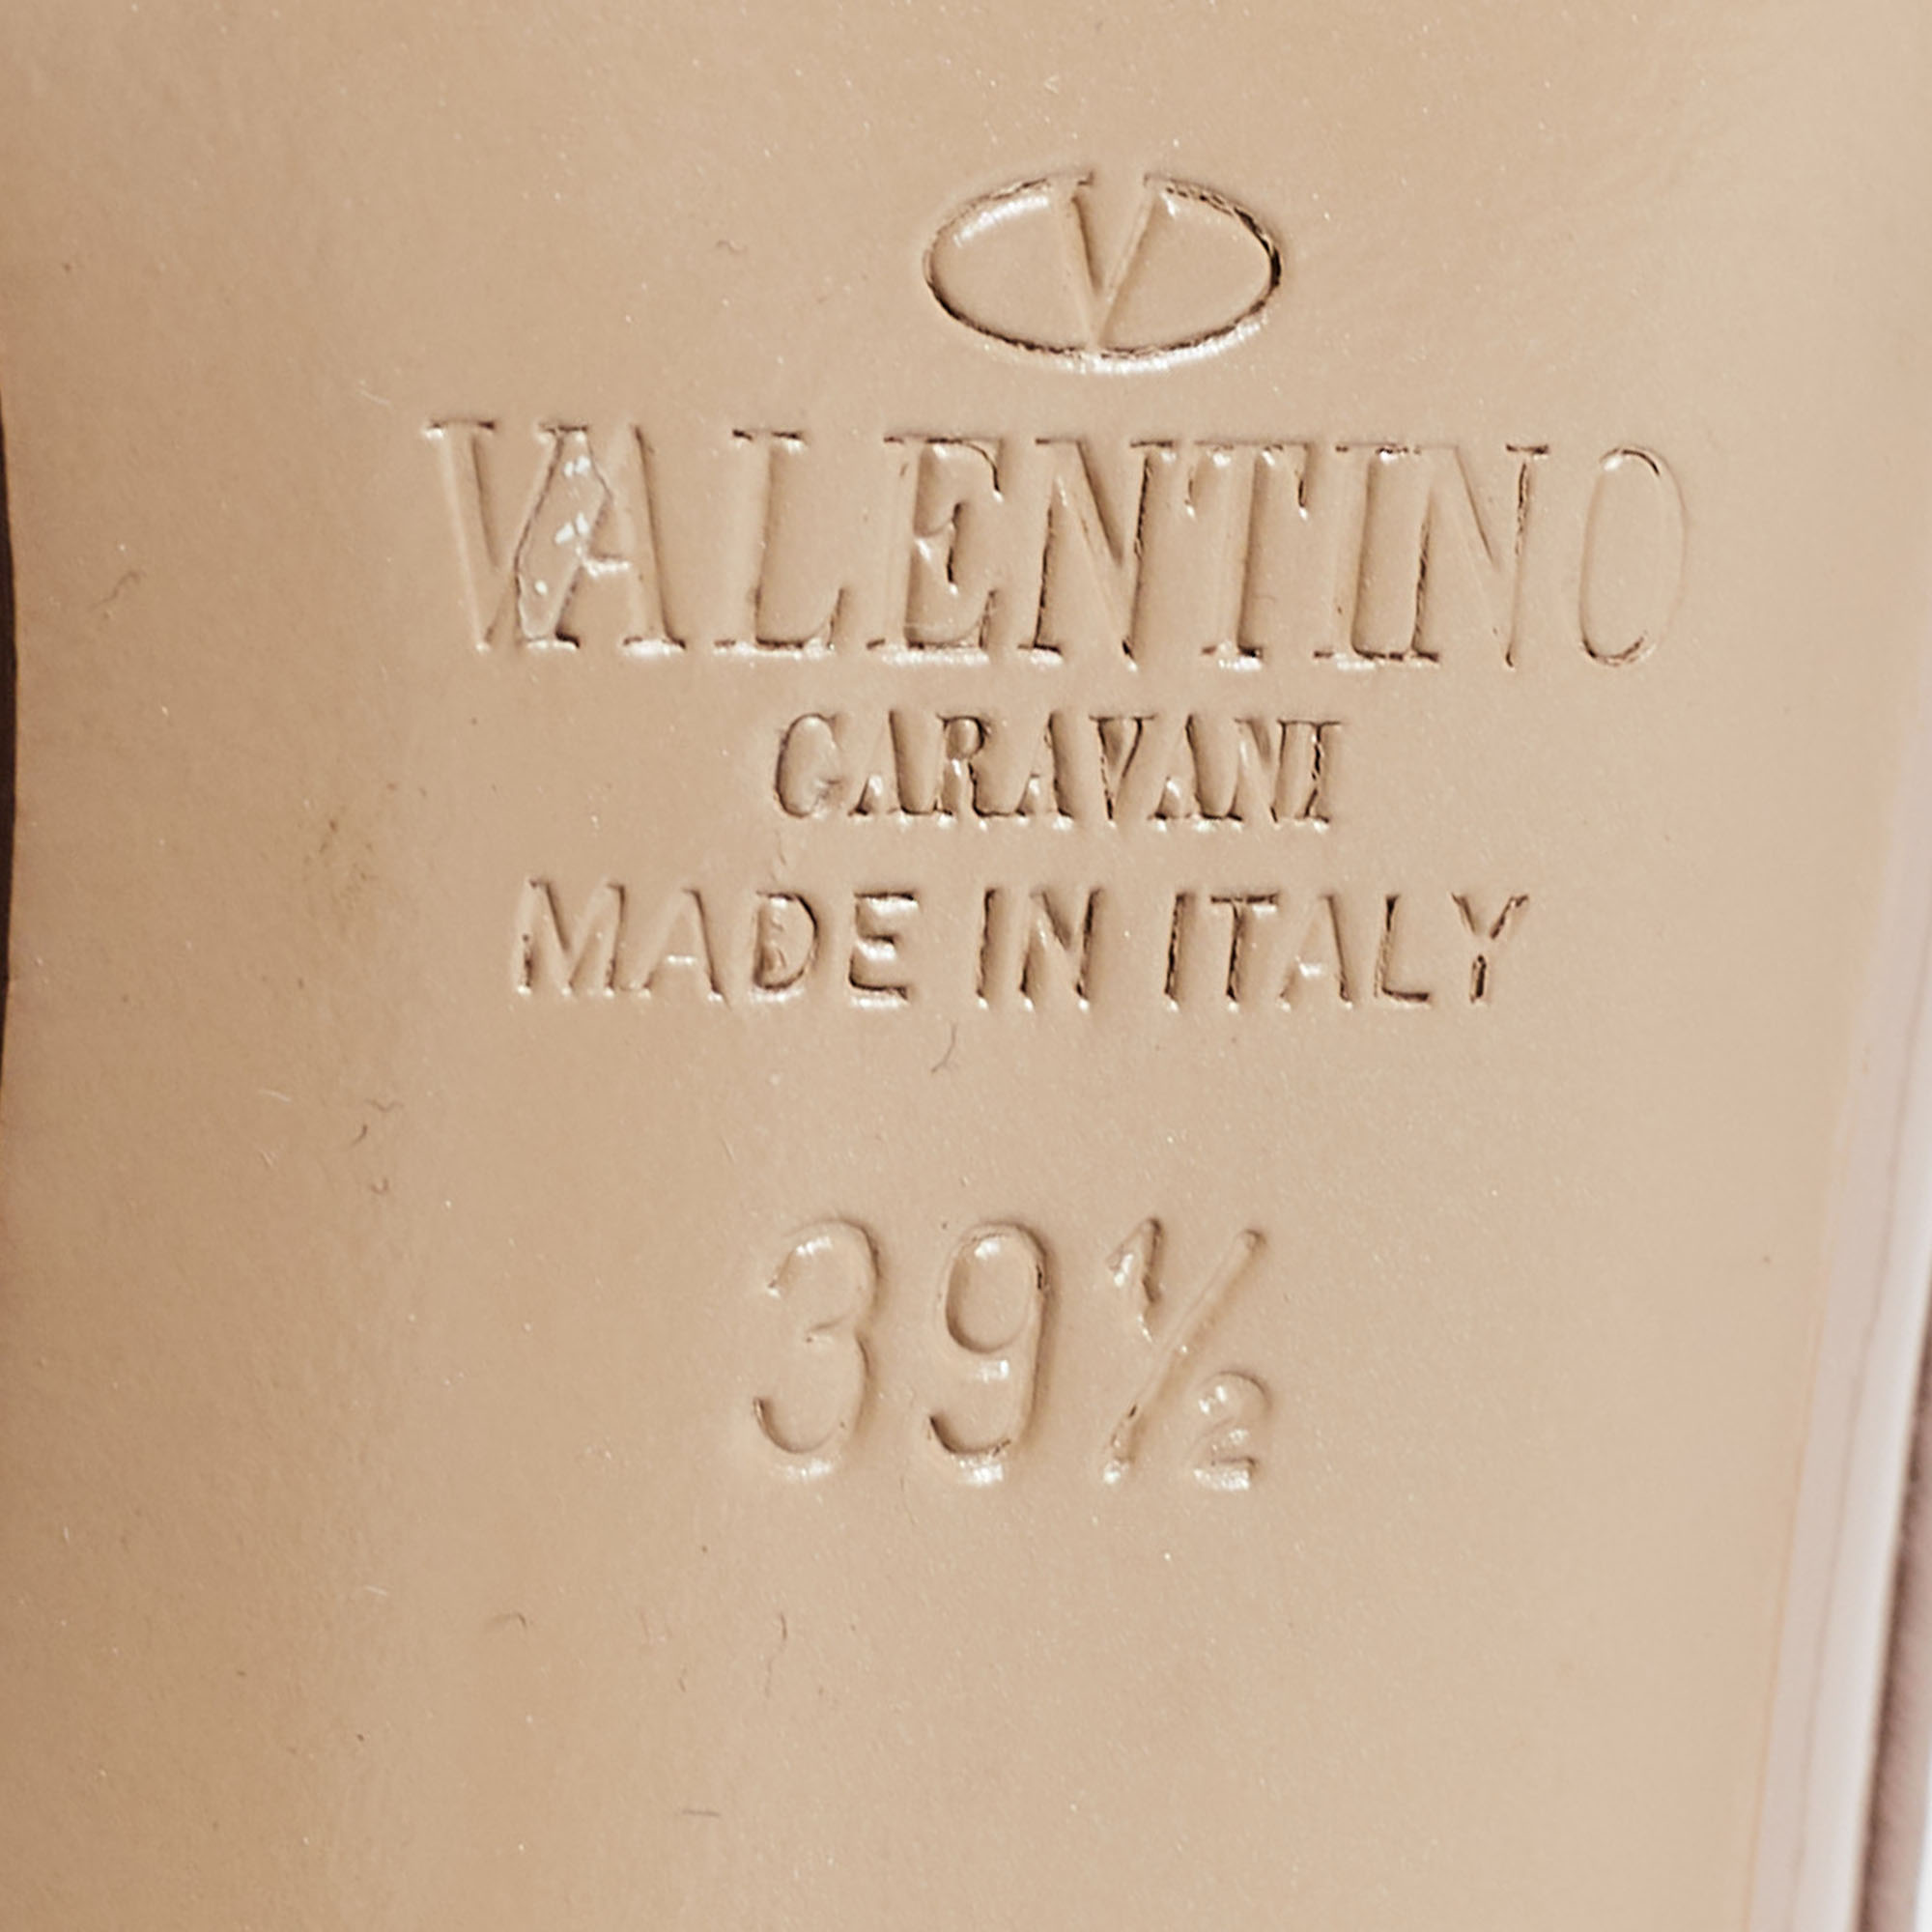 V
VALENTINO
GARAVANI
MADE IN ITALY
39½